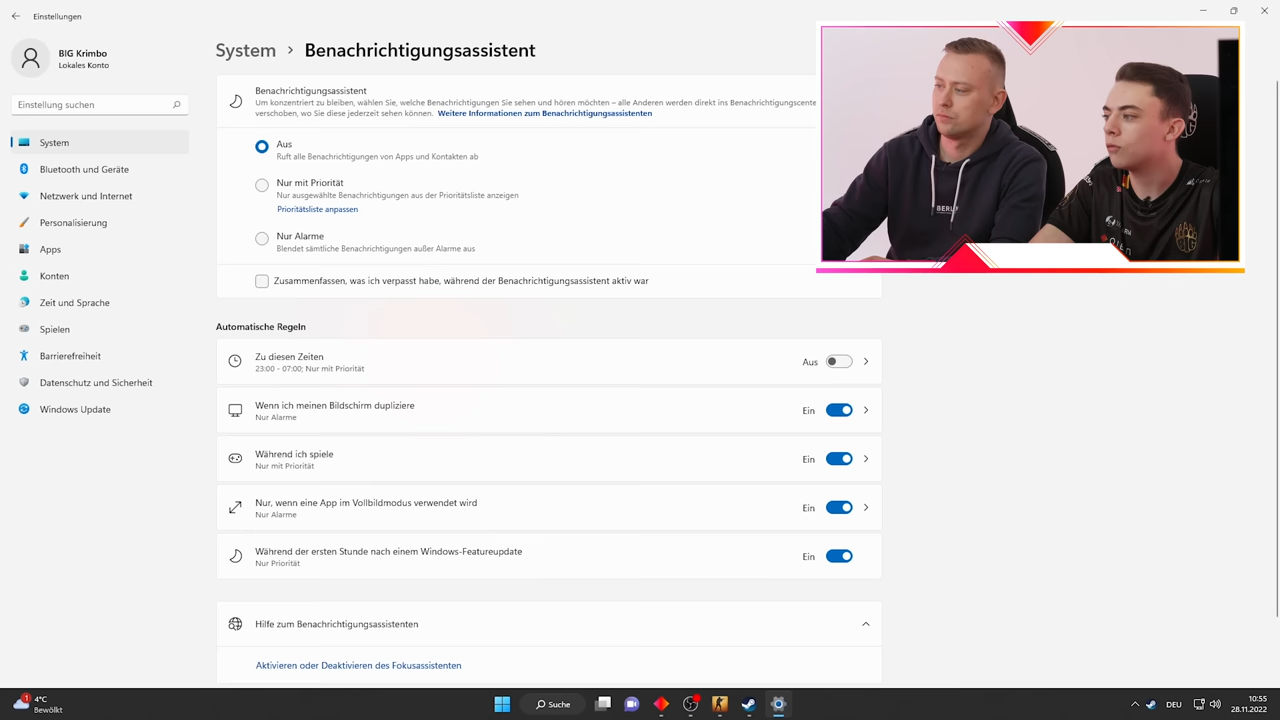 Einstellungen
BIG Krimbo
Lokales Konto
Einstellung suchen
System
Bluetooth und Geräte
Netzwerk und Internet
Personalisierung
Apps
Konten
Zeit und Sprache
Spielen
Barrierefreiheit
Datenschutz und Sicherheit
Windows Update
System › Benachrichtigungsassistent
Benachrichtigungsassistent
Um konzentriert zu bleiben, wählen Sie, welche Benachrichtigungen Sie sehen und hören möchten – alle Anderen werden direkt ins Benachrichtigungscente
verschoben, wo Sie diese jederzeit sehen können. Weitere Informationen zum Benachrichtigungsassistenten
Aus
Ruft alle Benachrichtigungen von Apps und Kontakten ab
Nur mit Priorität
Nur ausgewählte Benachrichtigungen aus der Prioritätsliste anzeigen
Prioritätsliste anpassen
Nur Alarme
Blendet sämtliche Benachrichtigungen außer Alarme aus
Zusammenfassen, was ich verpasst habe, während der Benachrichtigungsassistent aktiv war
Automatische Regeln
Zu diesen Zeiten
23:00 - 07:00; Nur mit Priorität
Aus
Wenn ich meinen Bildschirm dupliziere
Nur Alarme
Ein
Während ich spiele
Nur mit Priorität
Ein
Nur, wenn eine App im Vollbildmodus verwendet wird
Nur Alarme
Ein
Während der ersten Stunde nach einem Windows-Featureupdate
Nur Priorität
Ein
Hilfe zum Benachrichtigungsassistenten
Aktivieren oder Deaktivieren des Fokusassistenten
1
4°C
Bewölkt
Suche
DEU
10:55
28.11.2022